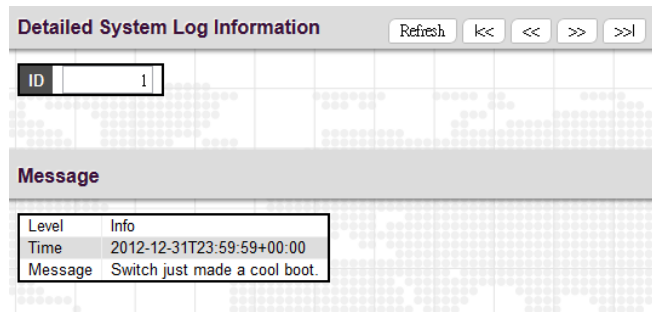 Detailed System Log Information Refresh |<< << >> >>|
ID 1
Message
Level Info
Time 2012-12-31T23:59:59+00:00
Message Switch just made a cool boot.